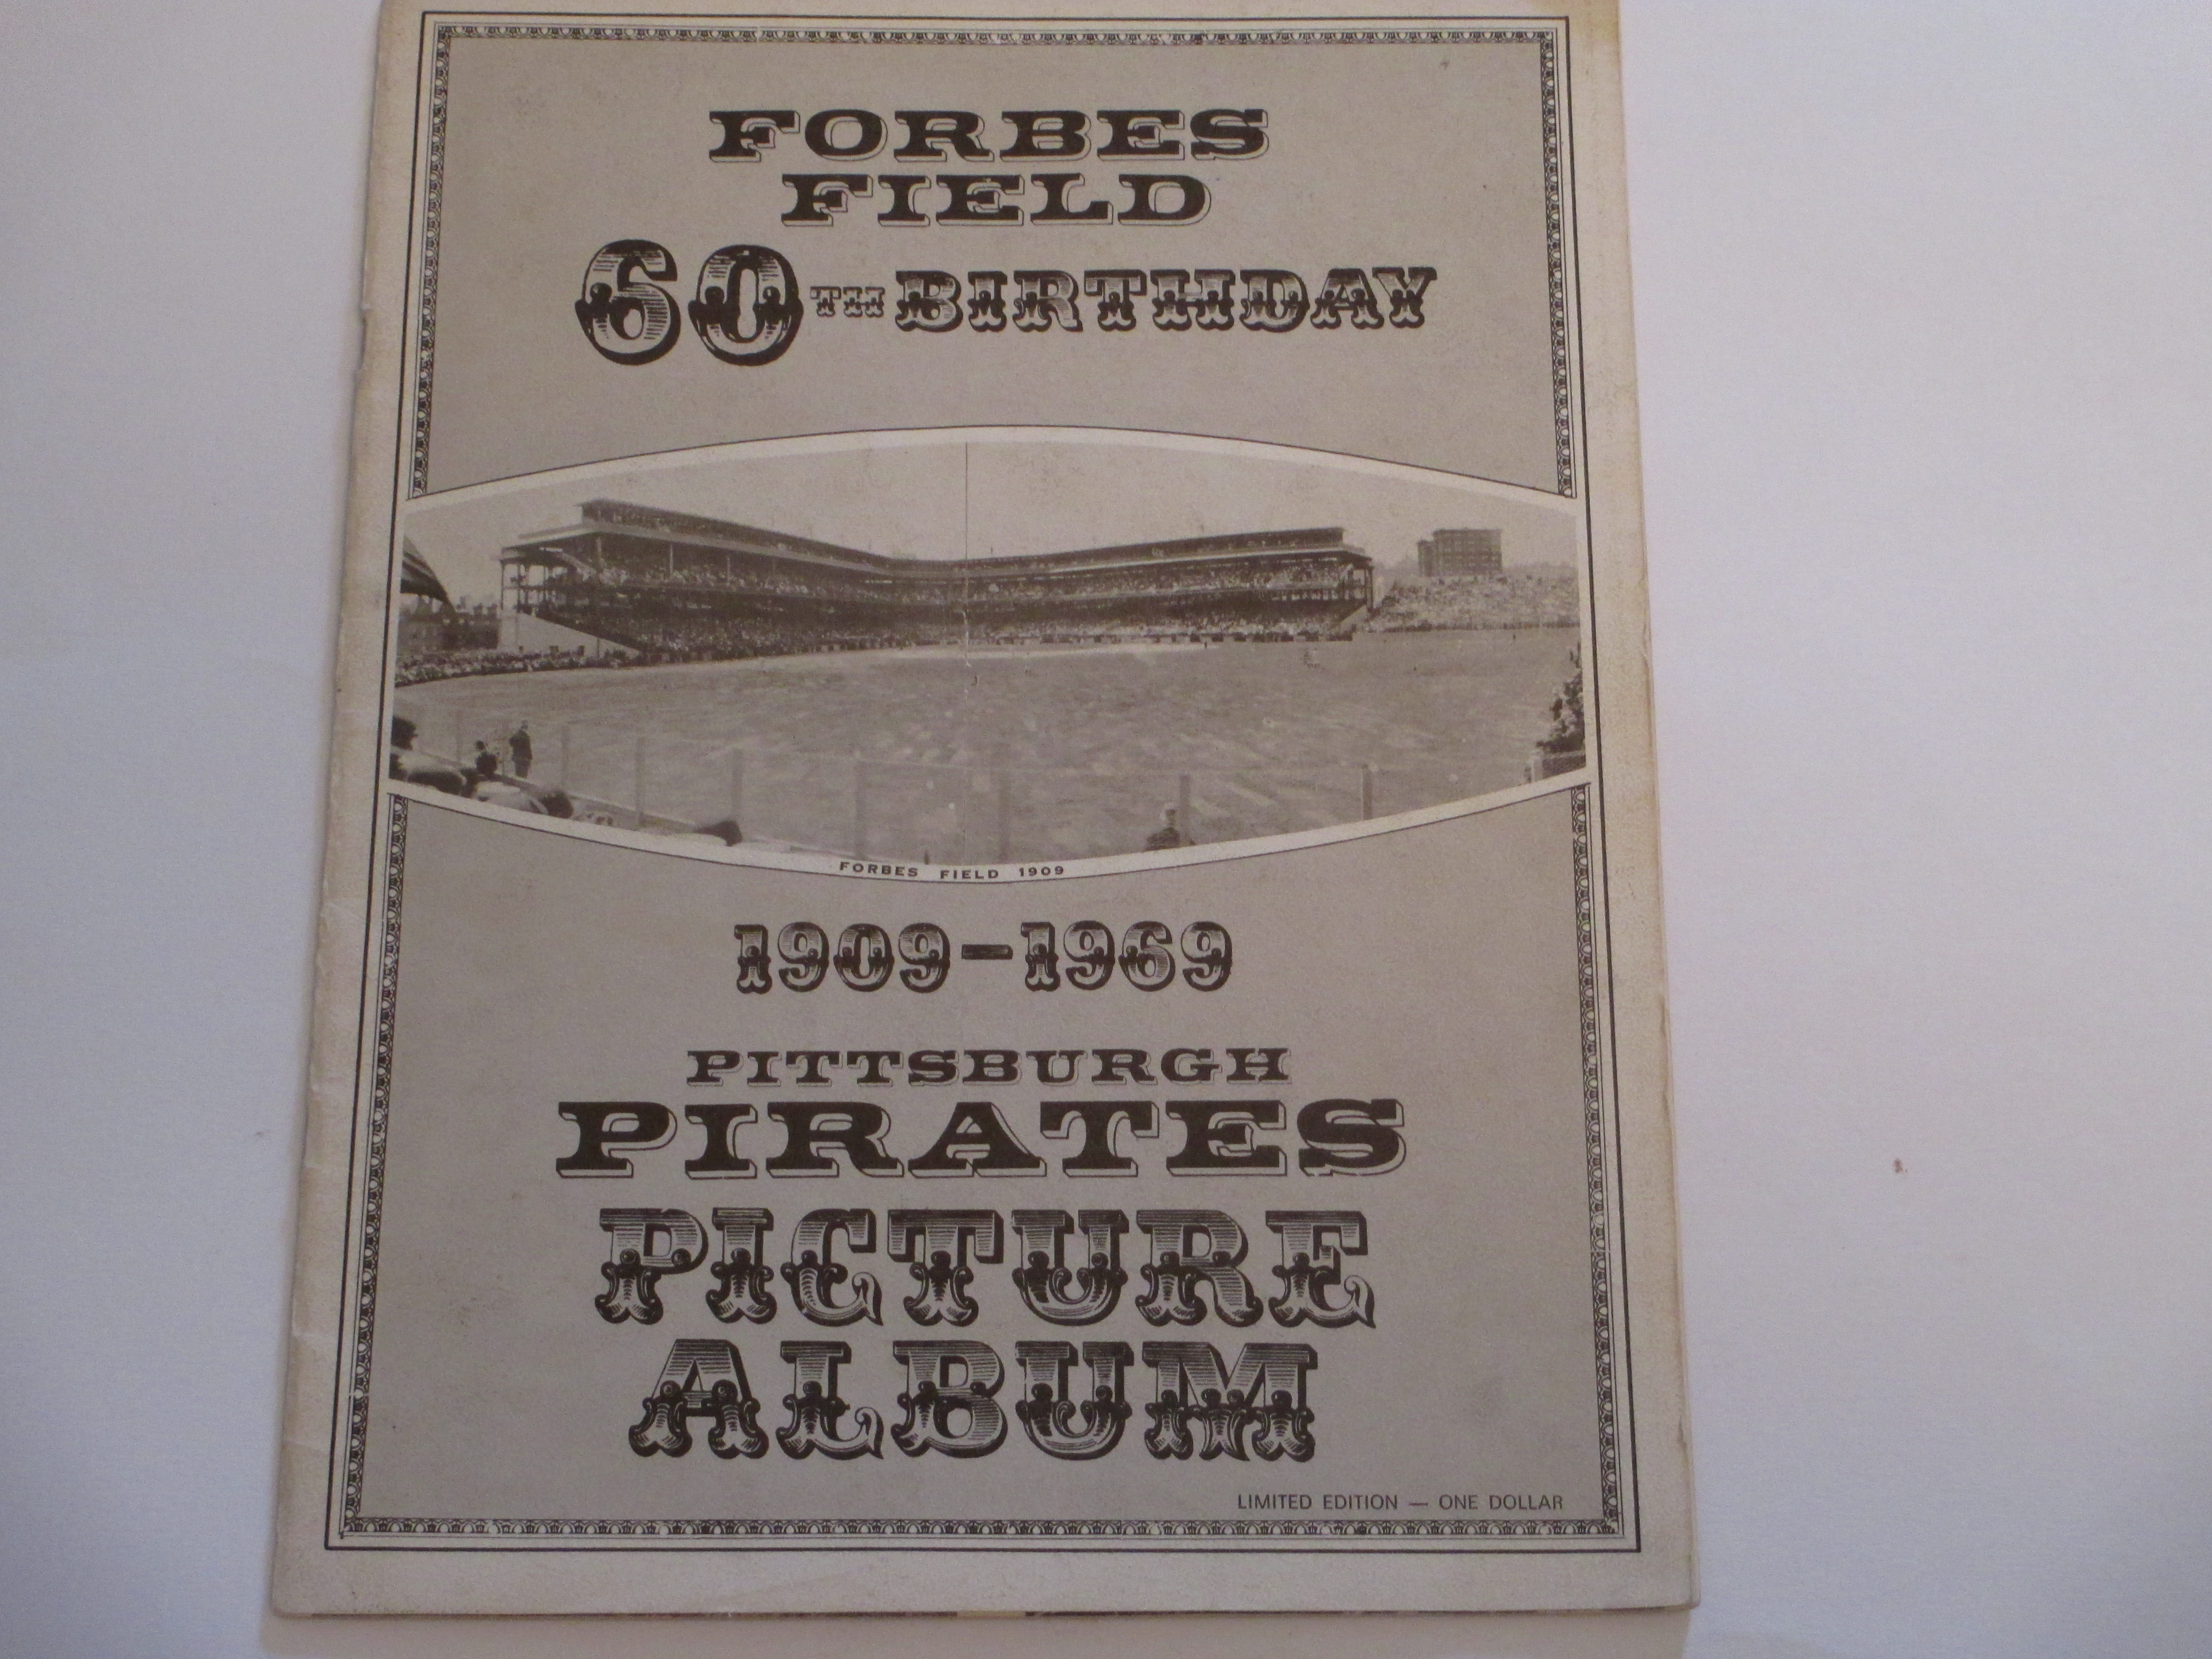 FORBES
FIELD
60TH BIRTHDAY
FORBES FIELD 1909
1909-1969
PITTSBURGH
PIRATES
PICTURE
ALBUM
LIMITED EDITION — ONE DOLLAR